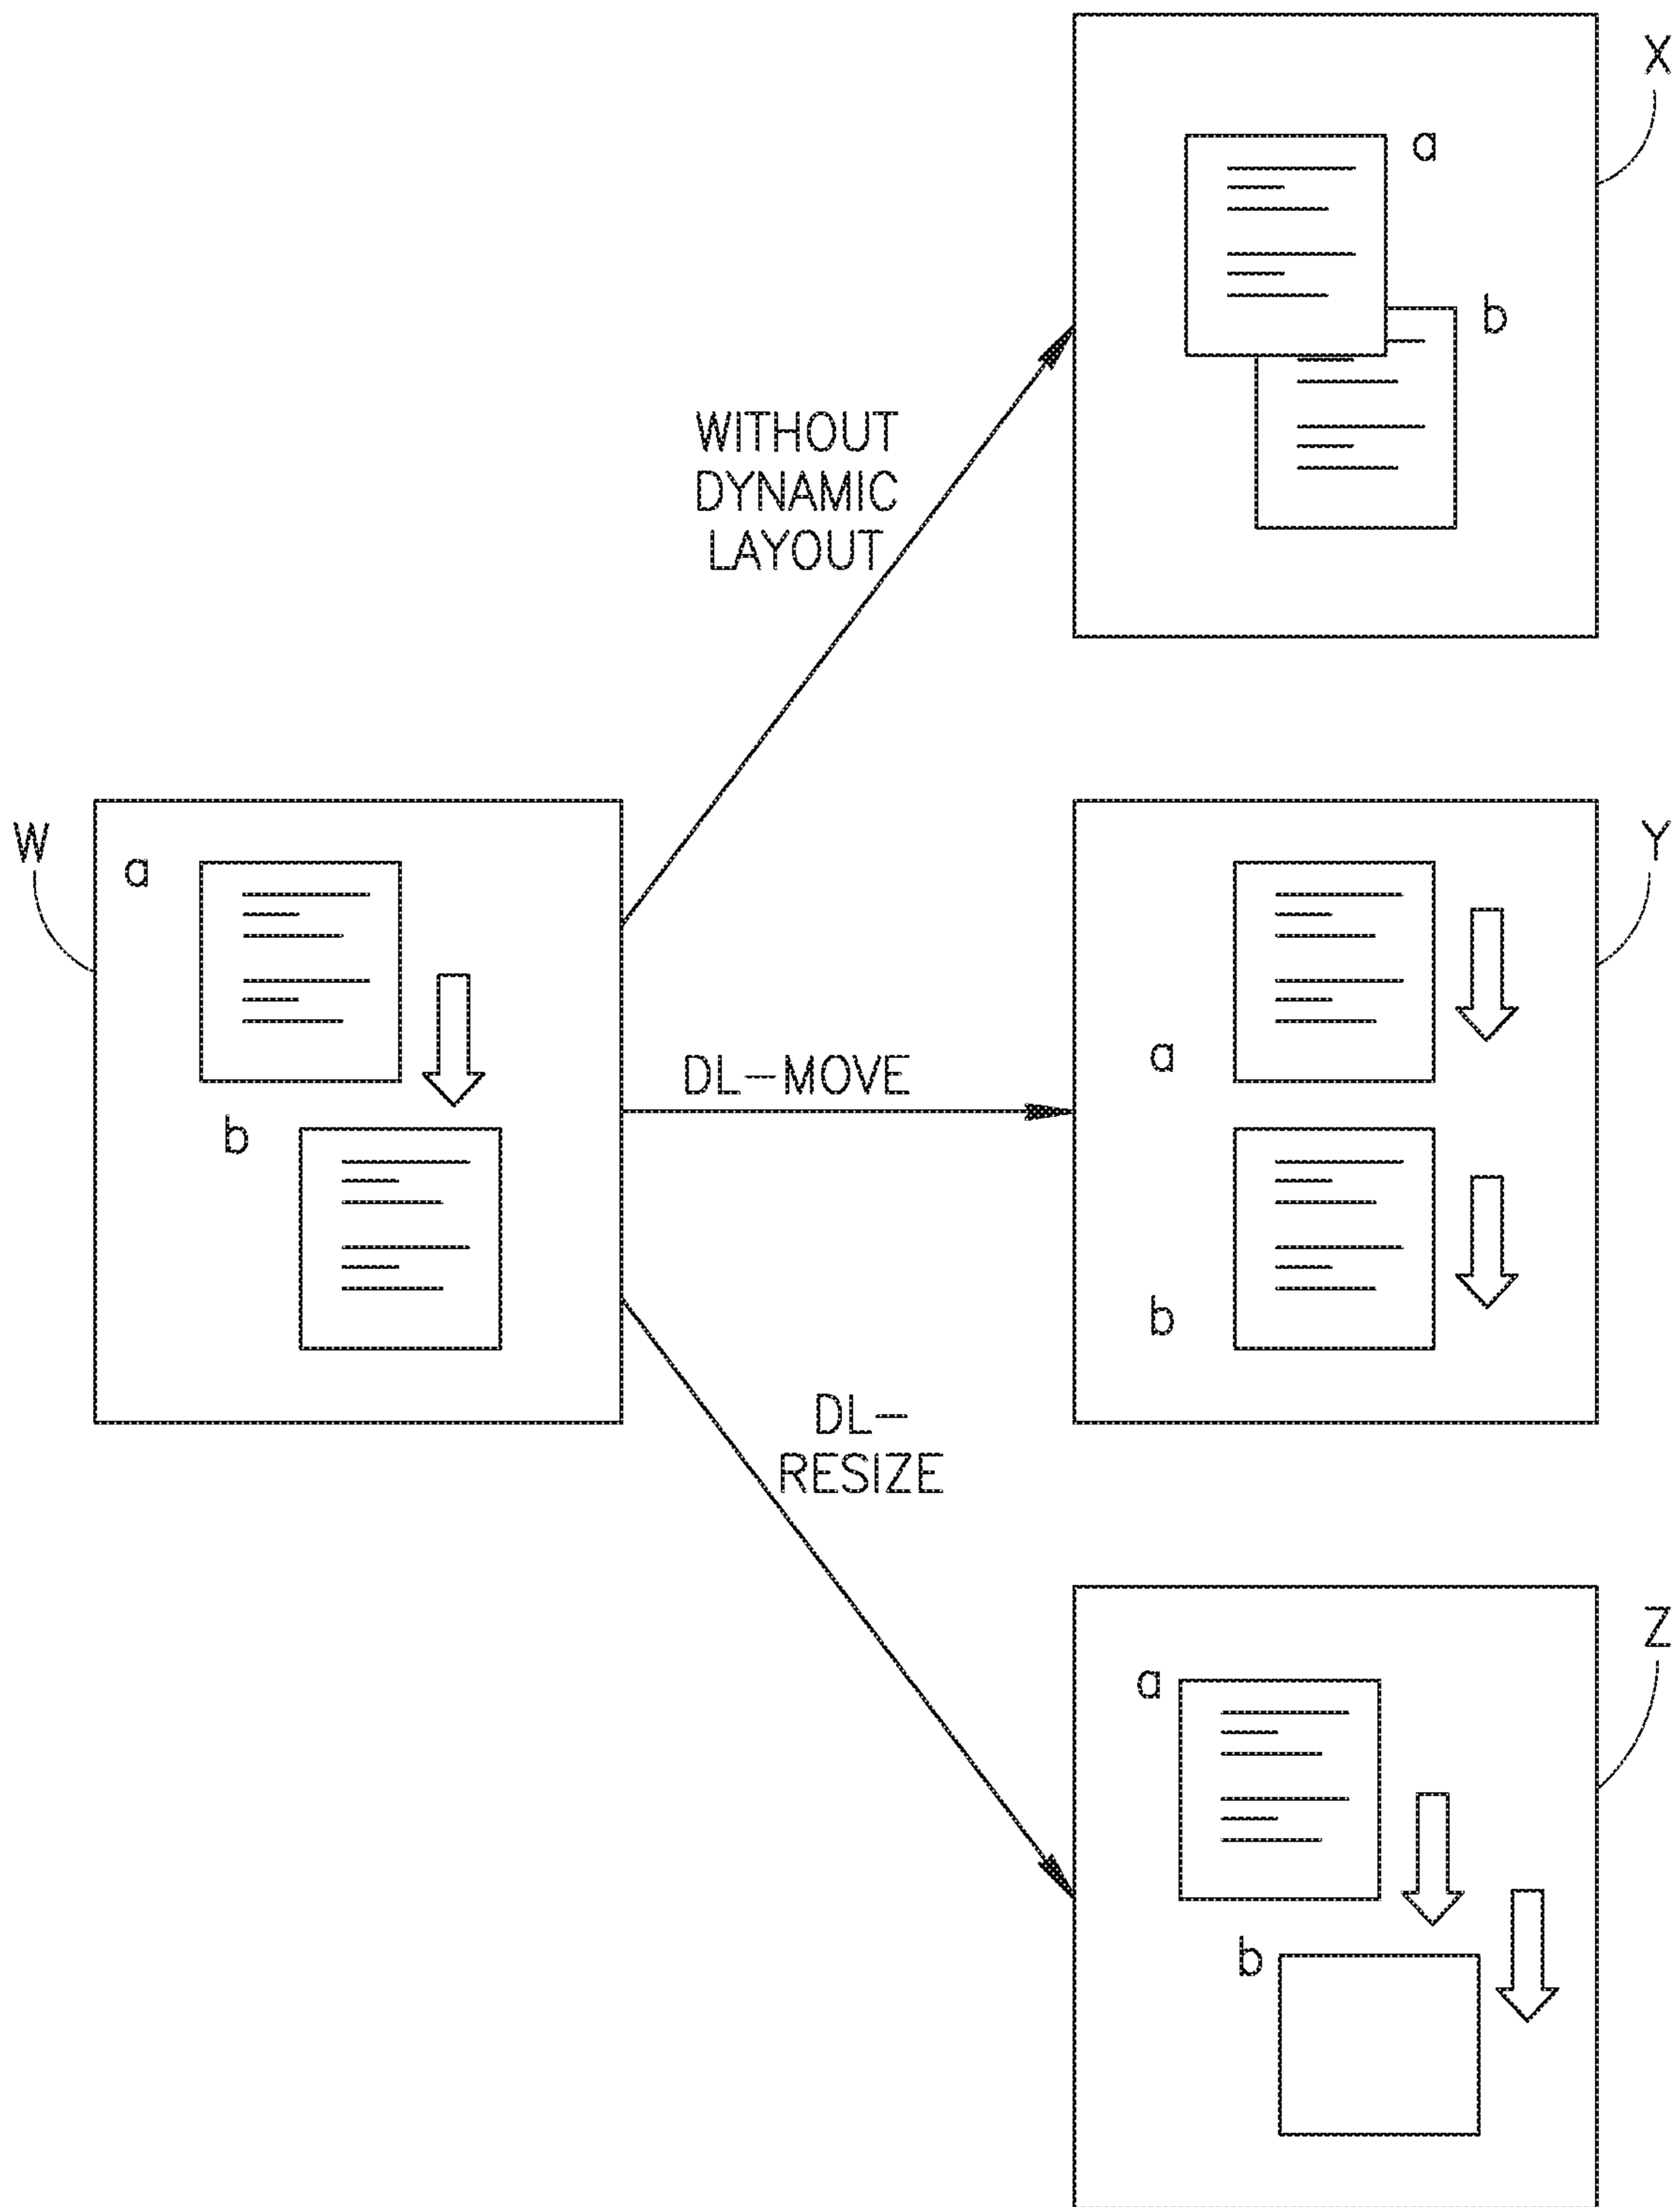 X
a
b
WITHOUT
DYNAMIC
LAYOUT
W
a
b
DL-MOVE
Y
a
b
DL-
RESIZE
Z
a
b